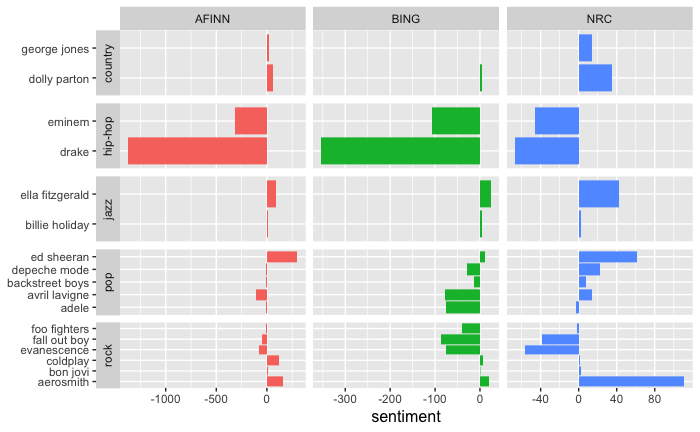 AFINN BING NRC
george jones
dolly parton
country
eminem
drake
hip-hop
ella fitzgerald
billie holiday
jazz
ed sheeran
depeche mode
backstreet boys
avril lavigne
adele
pop
foo fighters
fall out boy
evanescence
coldplay
bon jovi
aerosmith
rock
-1000 -500 0 -300 -200 -100 0 -40 0 40 80
sentiment